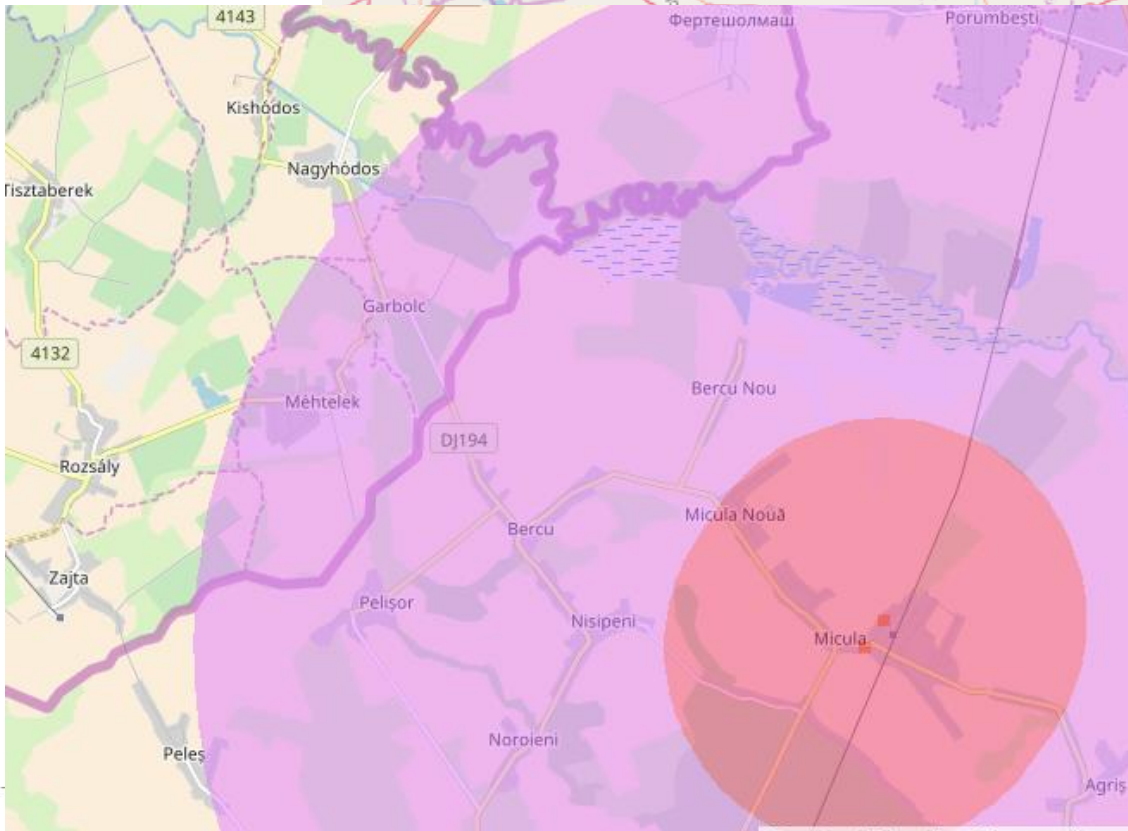 4143
Фертешолмаш
Porumbești
Kishódos
Nagyhódos
Tisztaberek
Garbolc
4132
Méhtelek
Bercu Nou
DJ194
Rozsály
Micula Nouă
Bercu
Zajta
Pelișor
Nisipeni
Micula
Noroieni
Peleș
Agriș